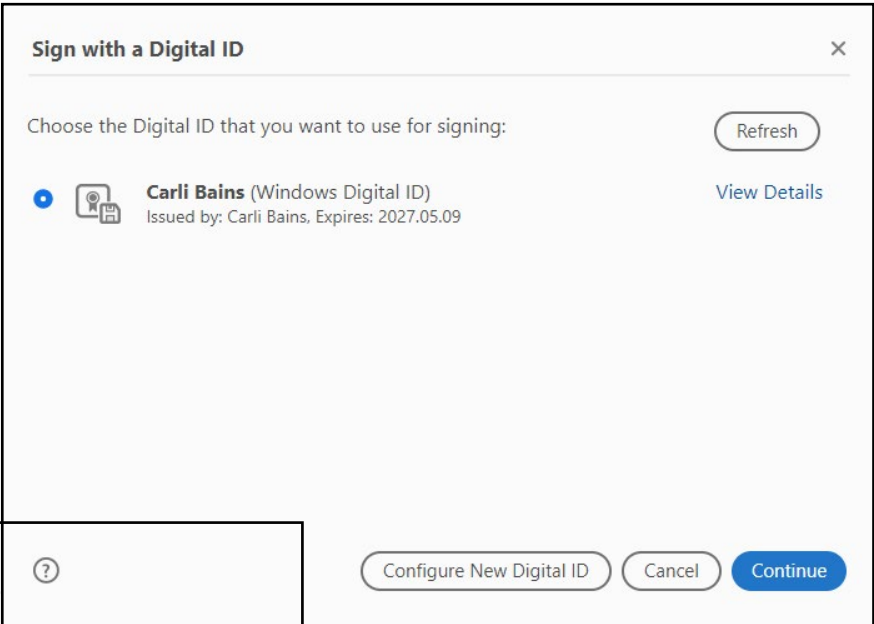 Sign with a Digital ID
Choose the Digital ID that you want to use for signing:
Refresh
Carli Bains (Windows Digital ID)
View Details
Issued by: Carli Bains, Expires: 2027.05.09
?
Configure New Digital ID
Cancel
Continue